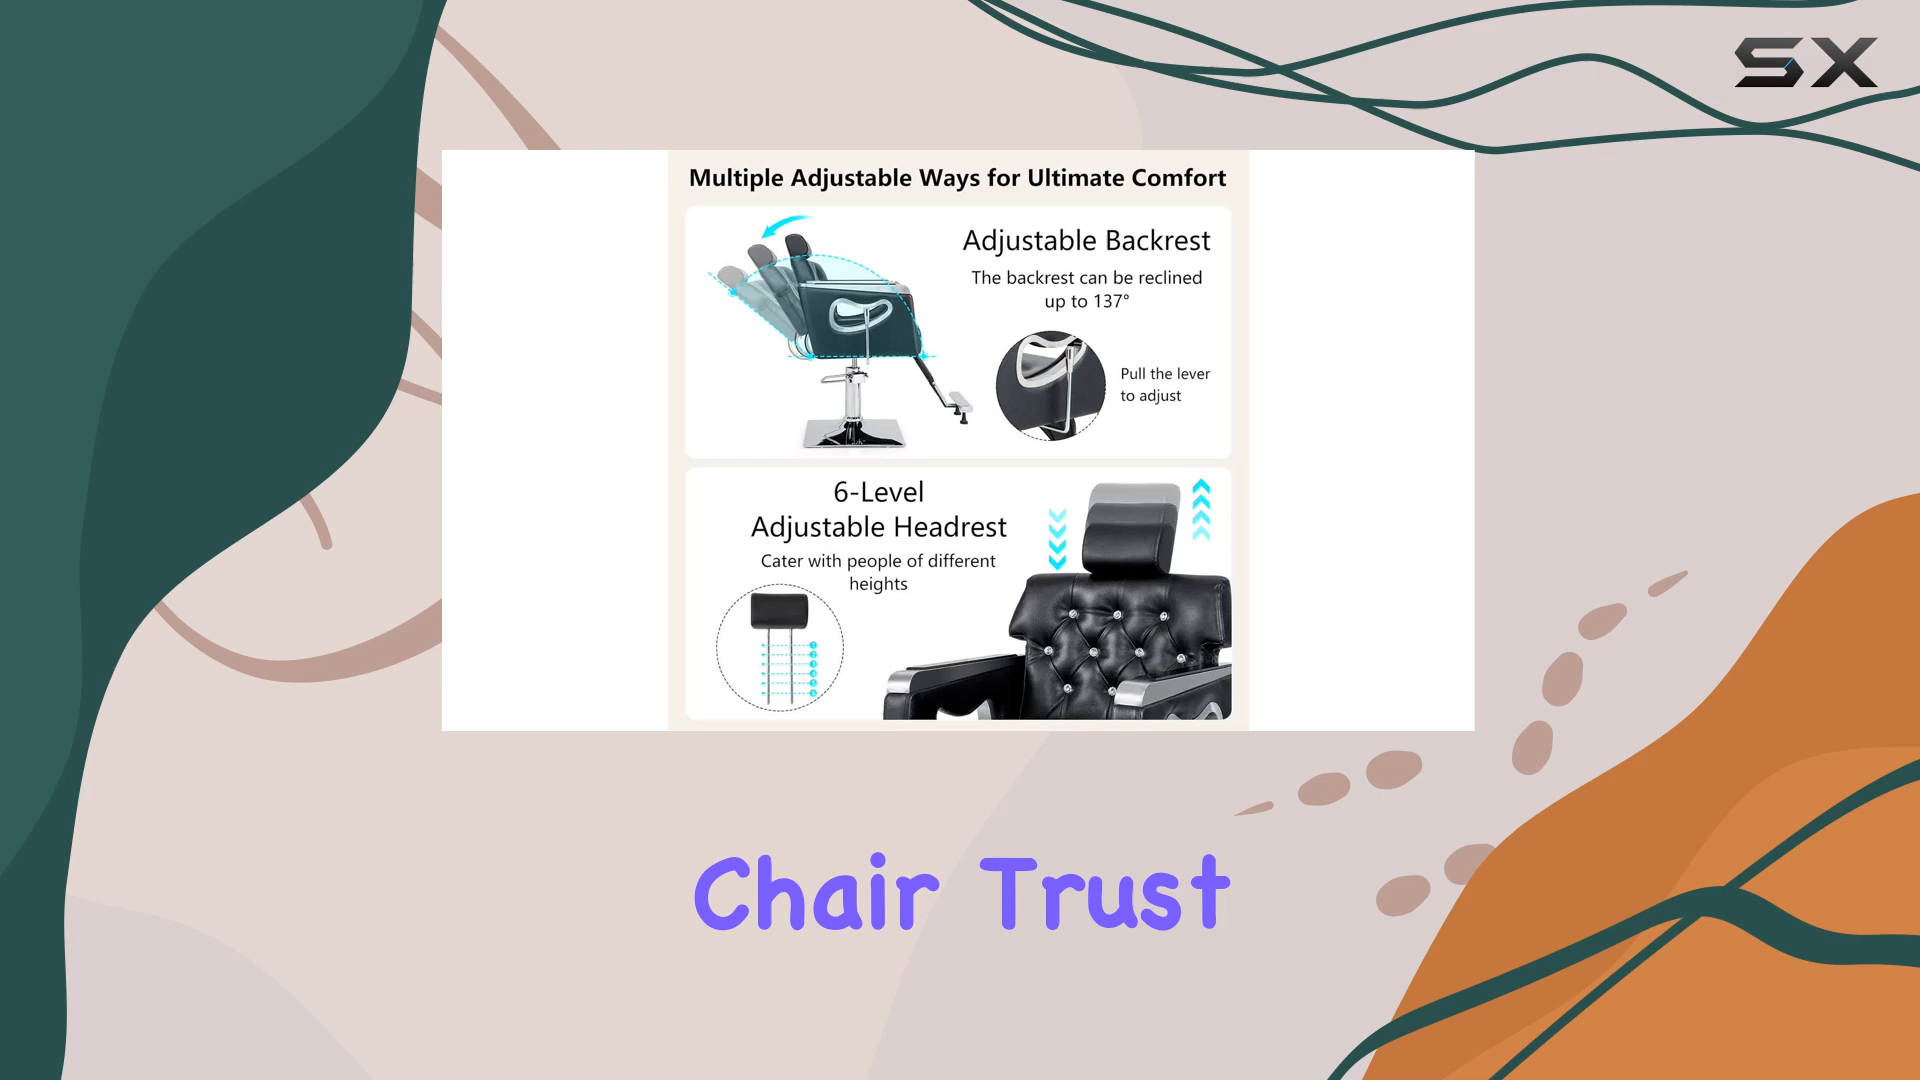 SX
Multiple Adjustable Ways for Ultimate Comfort
Adjustable Backrest
The backrest can be reclined
up to 137°
Pull the lever
to adjust
6-Level
Adjustable Headrest
Cater with people of different
heights
Chair Trust